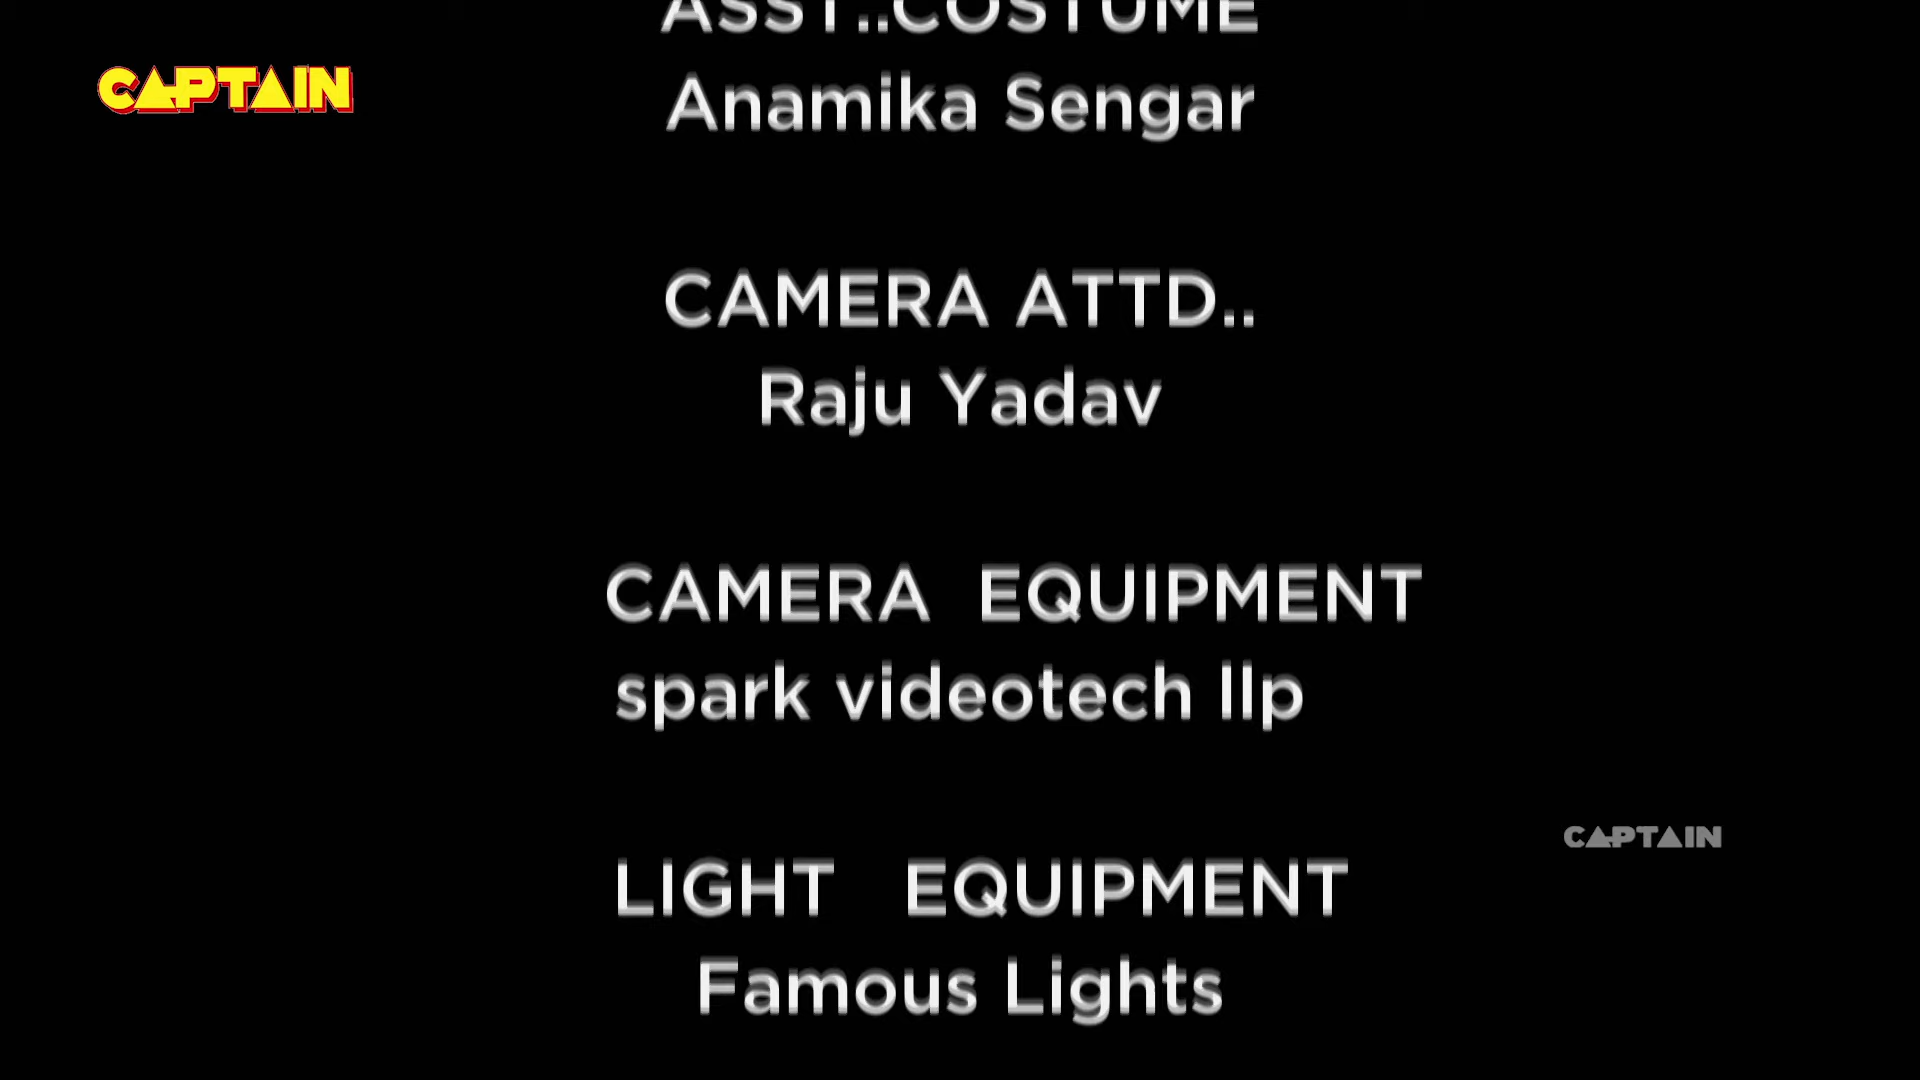 ASST..COSTUME
CAPTAIN
Anamika Sengar
CAMERA ATTD..
Raju Yadav
CAMERA EQUIPMENT
spark videotech llp
CAPTAIN
LIGHT EQUIPMENT
Famous Lights